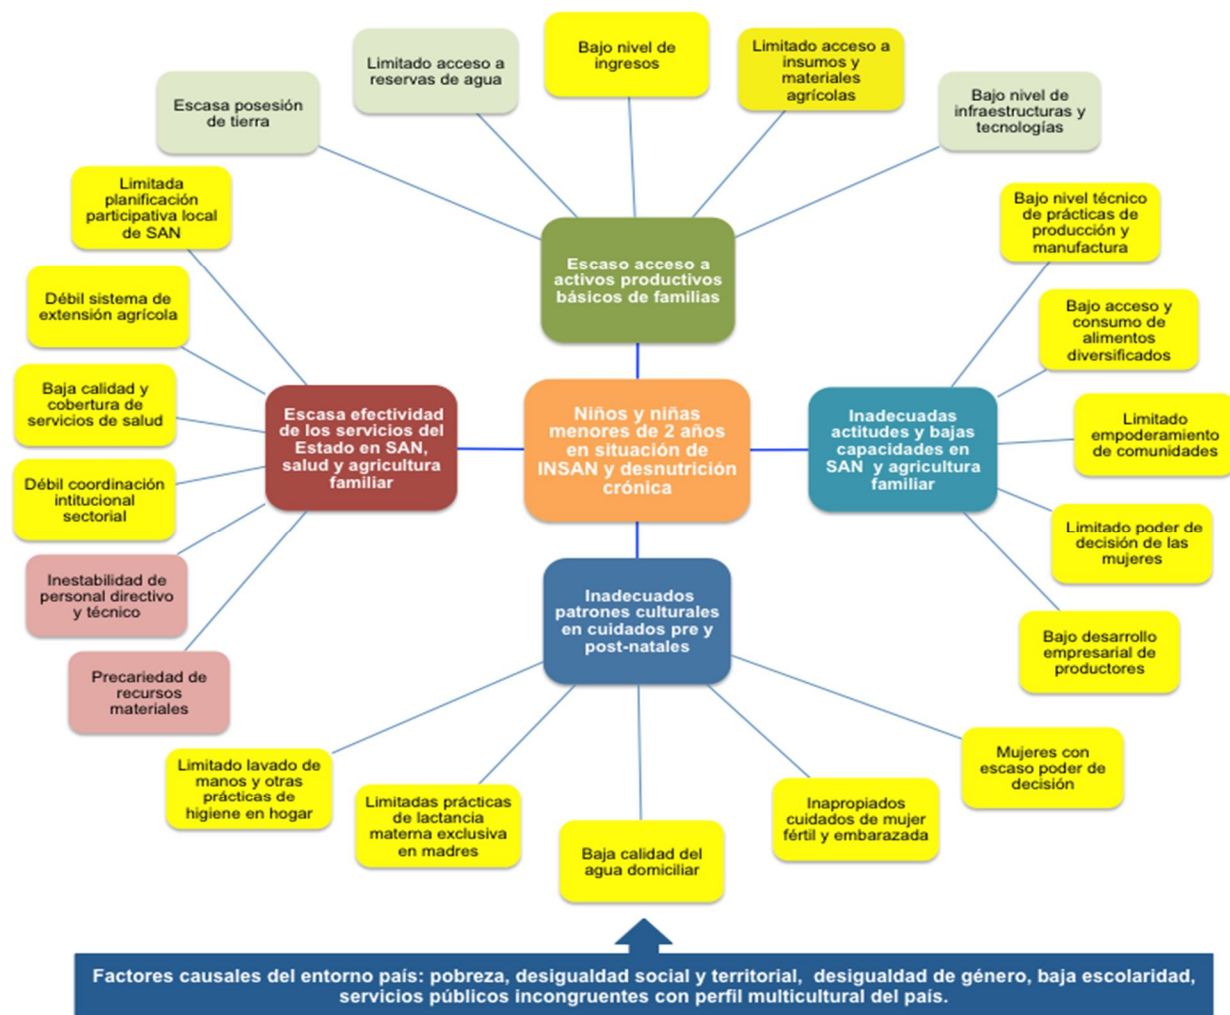 Bajo nivel de
ingresos
Limitado acceso a
insumos y
materiales
agrícolas
Limitado acceso a
reservas de agua
Escasa posesión
de tierra
Bajo nivel de
infraestructuras y
tecnologías
Limitada
planificación
participativa local
de SAN
Débil sistema de
extensión agrícola
Baja calidad y
cobertura de
servicios de salud
Débil coordinación
intitucional
sectorial
Inestabilidad de
personal directivo
y técnico
Precariedad de
recursos
materiales
Escaso acceso a
activos productivos
básicos de familias
Escasa efectividad
de los servicios del
Estado en SAN,
salud y agricultura
familiar
Niños y niñas
menores de 2 años
en situación de
INSAN y desnutrición
crónica
Inadecuadas
actitudes y bajas
capacidades en
SAN y agricultura
familiar
Bajo nivel técnico
de prácticas de
producción y
manufactura
Bajo acceso y
consumo de
alimentos
diversificados
Limitado
empoderamiento
de comunidades
Limitado poder de
decisión de las
mujeres
Bajo desarrollo
empresarial de
productores
Inadecuados
patrones culturales
en cuidados pre y
post-natales
Limitado lavado de
manos y otras
prácticas de
higiene en hogar
Limitadas prácticas
de lactancia
materna exclusiva
en madres
Baja calidad del
agua domiciliar
Inapropiados
cuidados de mujer
fértil y embarazada
Mujeres con
escaso poder de
decisión
Factores causales del entorno país: pobreza, desigualdad social y territorial, desigualdad de género, baja escolaridad,
servicios públicos incongruentes con perfil multicultural del país.